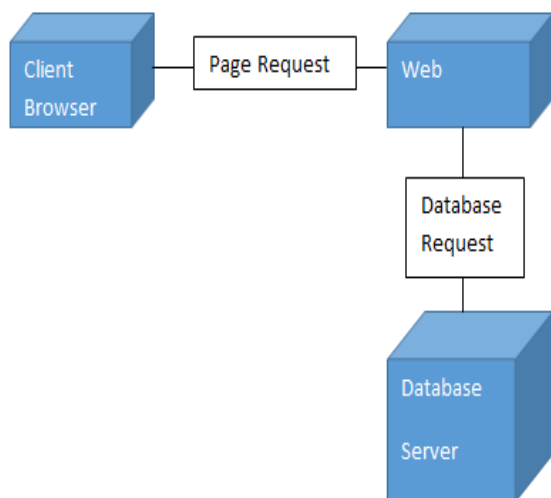 Client
Browser
Page Request
Web
Database
Request
Database
Server